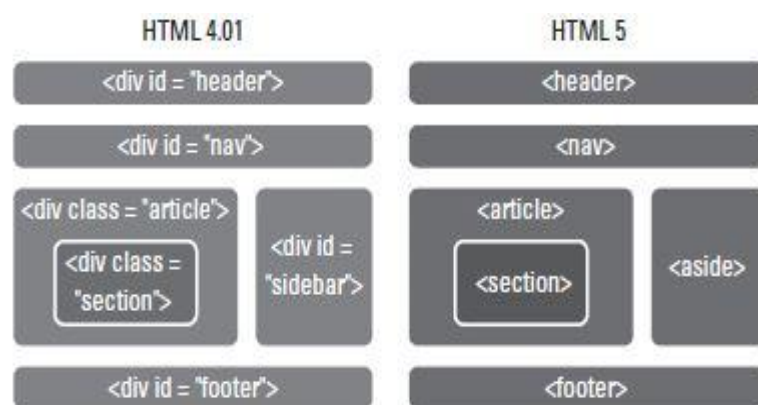 HTML 4.01
<div id = "header">
<div id = "nav">
<div class = "article">
<div class =
"section">
<div id =
"sidebar">
<div id = "footer">
HTML 5
<header>
<nav>
<article>
<section>
<aside>
<footer>